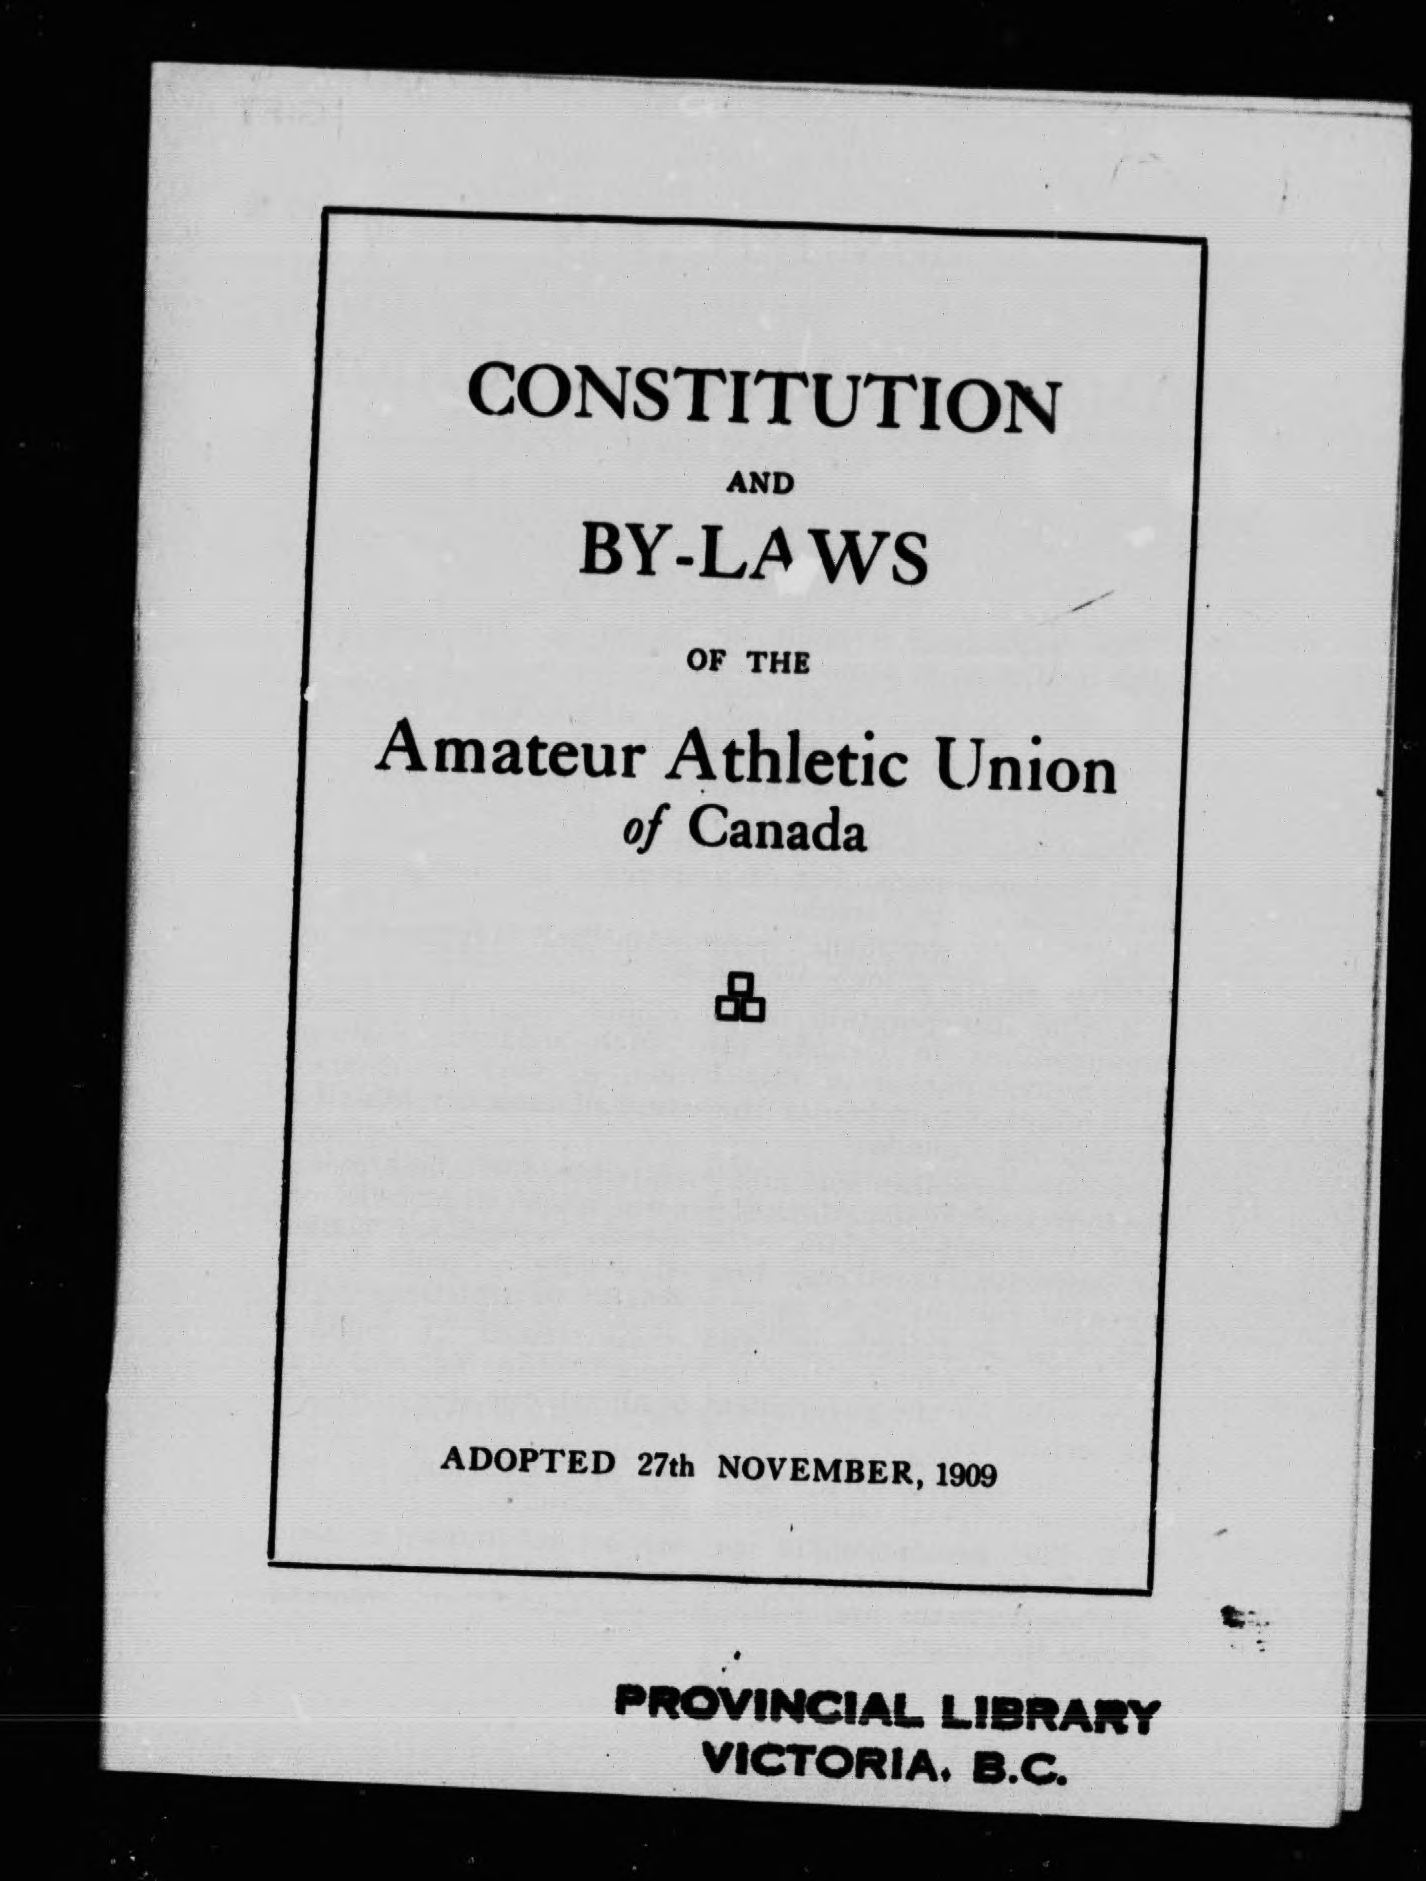 CONSTITUTION
AND
BY-LAWS
OF THE
Amateur Athletic Union
of Canada
ADOPTED 27th NOVEMBER, 1909
PROVINCIAL LIBRARY
VICTORIA, B.C.